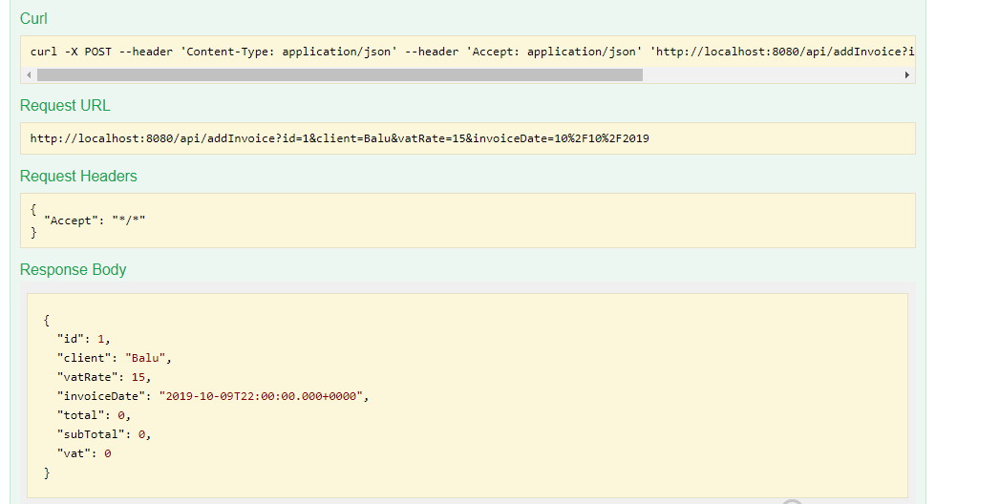 Curl
curl -X POST --header 'Content-Type: application/json' --header 'Accept: application/json' 'http://localhost:8080/api/addInvoice?i
Request URL
http://localhost:8080/api/addInvoice?id=1&client=Balu&vatRate=15&invoiceDate=10%2F10%2F2019
Request Headers
{
"Accept": "*/*"
}
Response Body
{
"id": 1,
"client": "Balu",
"vatRate": 15,
"invoiceDate": "2019-10-09T22:00:00.000+0000",
"total": 0,
"subTotal": 0,
"vat": 0
}